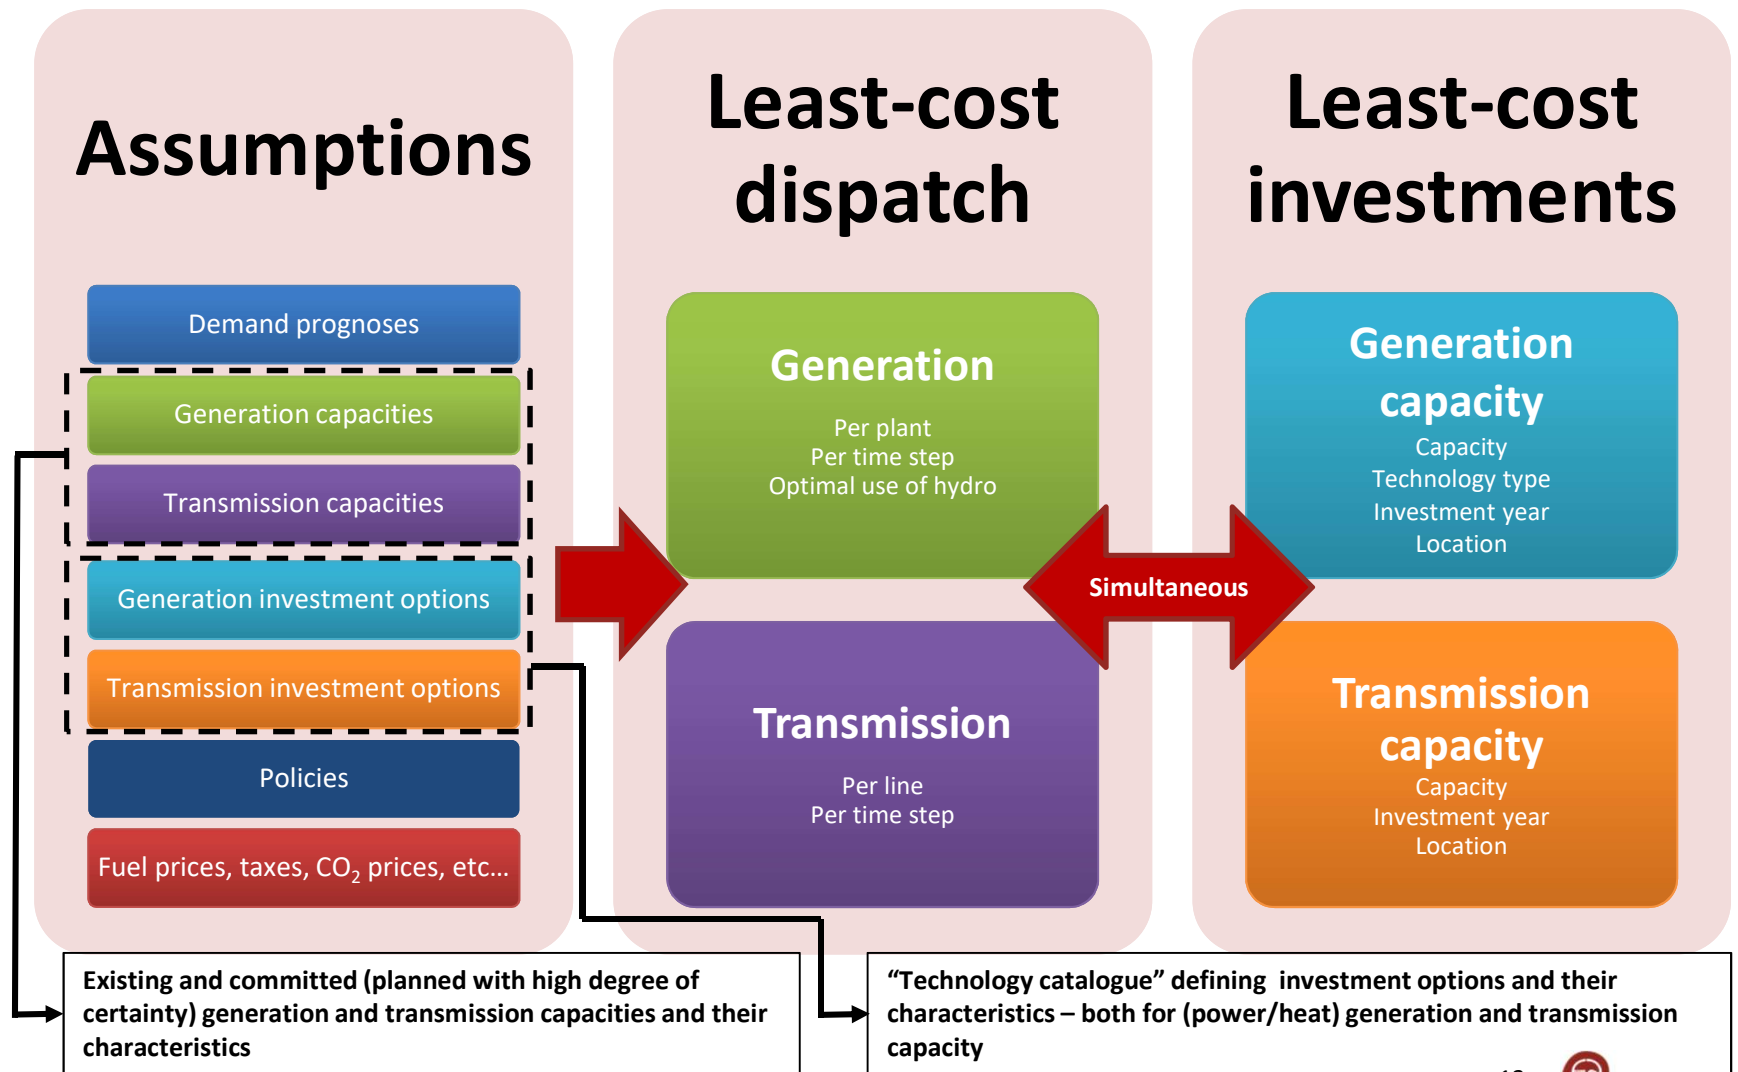 Assumptions
Demand prognoses
Generation capacities
Transmission capacities
Generation investment options
Transmission investment options
Policies
Fuel prices, taxes, CO₂ prices, etc...
Least-cost
dispatch
Generation
Per plant
Per time step
Optimal use of hydro
Transmission
Per line
Per time step
Simultaneous
Least-cost
investments
Generation
capacity
Capacity
Technology type
Investment year
Location
Transmission
capacity
Capacity
Investment year
Location
Existing and committed (planned with high degree of
certainty) generation and transmission capacities and their
characteristics
“Technology catalogue” defining  investment options and their
characteristics – both for (power/heat) generation and transmission
capacity